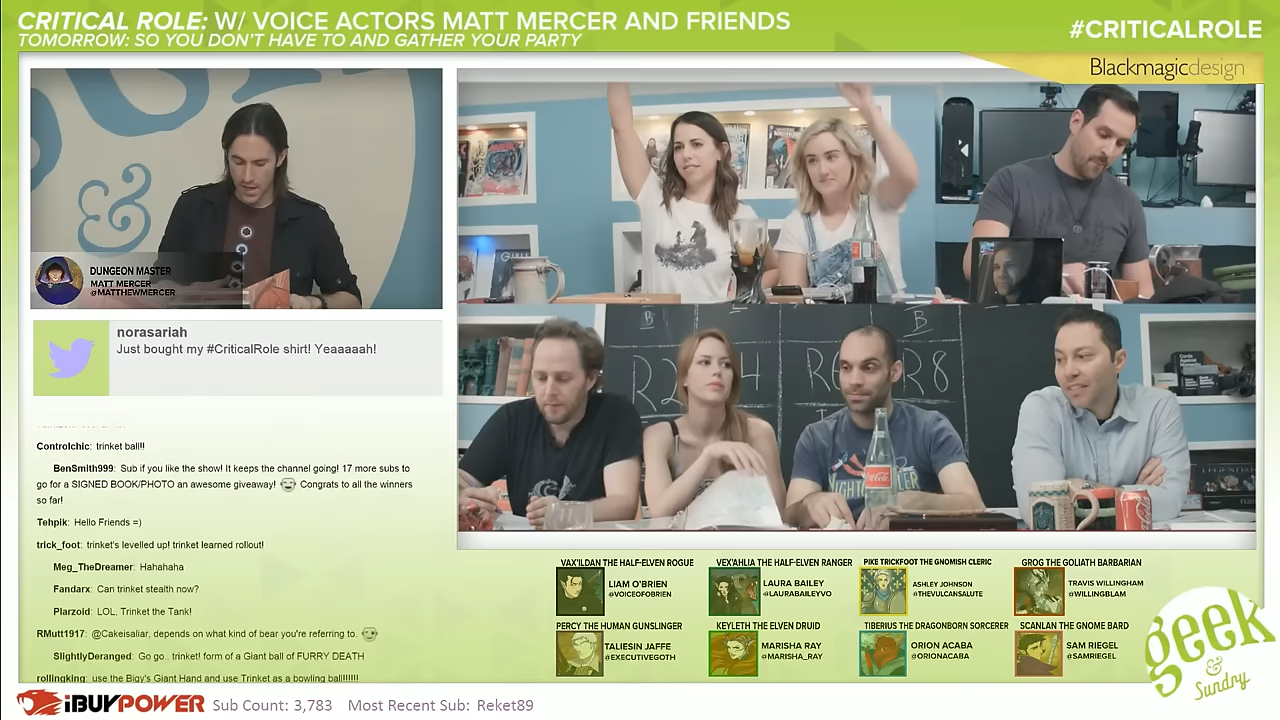 CRITICAL ROLE: W/ VOICE ACTORS MATT MERCER AND FRIENDS
TOMORROW: SO YOU DON'T HAVE TO AND GATHER YOUR PARTY
#CRITICALROLE
Blackmagicdesign
&
DUNGEON MASTER
MATT MERCER
@MATTHEWMERCER
norasariah
Just bought my #CriticalRole shirt! Yeaaaaah!
Controlchic: trinket ball!!!
BenSmith999: Sub if you like the show! It keeps the channel going! 17 more subs to
go for a SIGNED BOOK/PHOTO an awesome giveaway! Congrats to all the winners
so far!
Tehpik: Hello Friends =)
trick_foot: trinket's levelled up! trinket learned rollout!
Meg_TheDreamer: Hahahaha
Fandarx: Can trinket stealth now?
Plarzoid: LOL, Trinket the Tank!
RMutt1917: @Cakeisaliar, depends on what kind of bear you're referring to.
SlightlyDeranged: Go go.. trinket! form of a Giant ball of FURRY DEATH
rollingking: use the Bigy's Giant Hand and use Trinket as a bowling ball!!!!!!!
B
B
R2
4
R
R8
Coca-Cola
VAX'ILDAN THE HALF-ELVEN ROGUE
LIAM O'BRIEN
@VOICEOFOBRIEN
VEX'AHLIA THE HALF-ELVEN RANGER
LAURA BAILEY
@LAURABAILEYVO
PIKE TRICKFOOT THE GNOMISH CLERIC
ASHLEY JOHNSON
@THEVULCANSALUTE
GROG THE GOLIATH BARBARIAN
TRAVIS WILLINGHAM
@WILLINGBLAM
PERCY THE HUMAN GUNSLINGER
TALIESIN JAFFE
@EXECUTIVEGOTH
KEYLETH THE ELVEN DRUID
MARISHA RAY
@MARISHA_RAY
TIBERIUS THE DRAGONBORN SORCERER
ORION ACABA
@ORIONACABA
SCANLAN THE GNOME BARD
SAM RIEGEL
@SAMRIEGEL
geek
&
Sundry
iBUYPOWER
Sub Count: 3,783 Most Recent Sub: Reket89